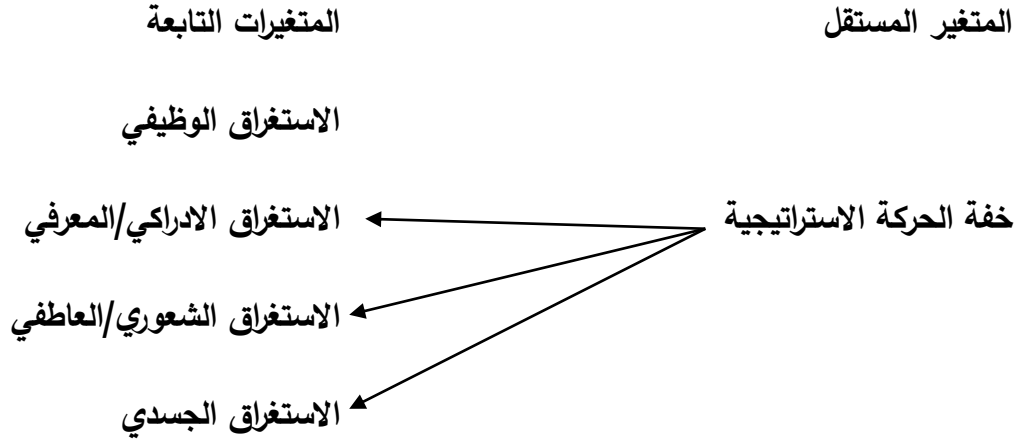 المتغير المستقل المتغيرات التابعة
الاستغراق الوظيفي
خفة الحركة الاستراتيجية الاستغراق الادراكي/المعرفي
الاستغراق الشعوري/العاطفي
الاستغراق الجسدي